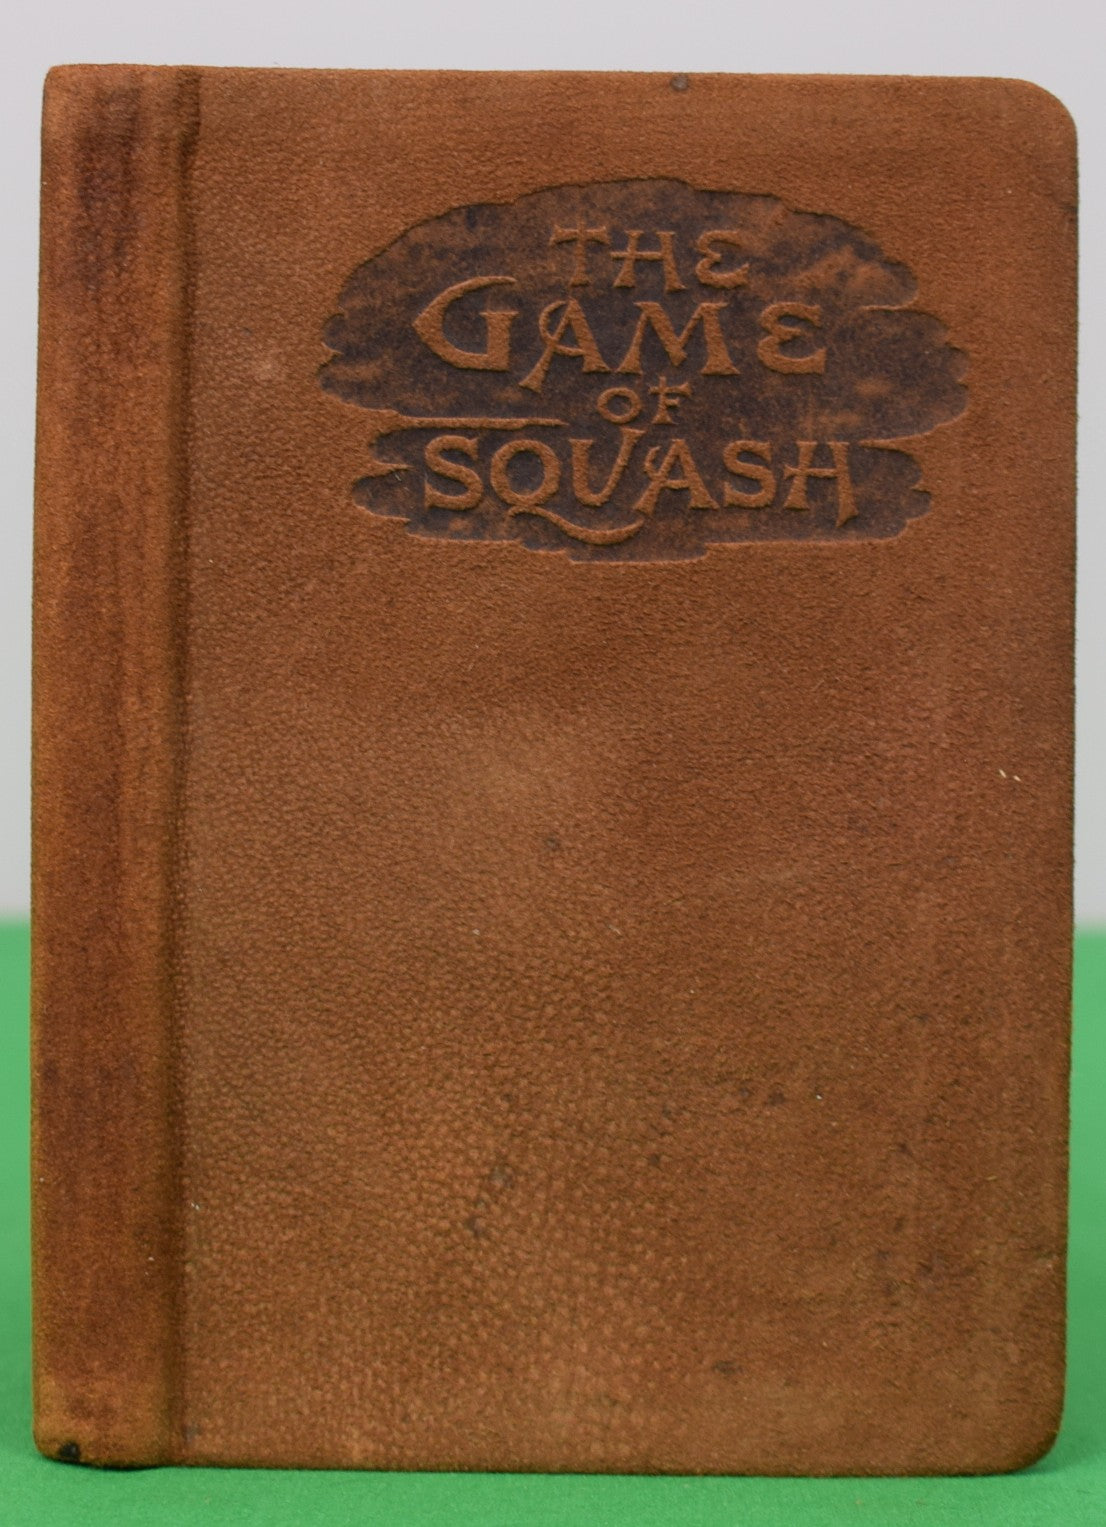 THE
GAME
OF
SQUASH